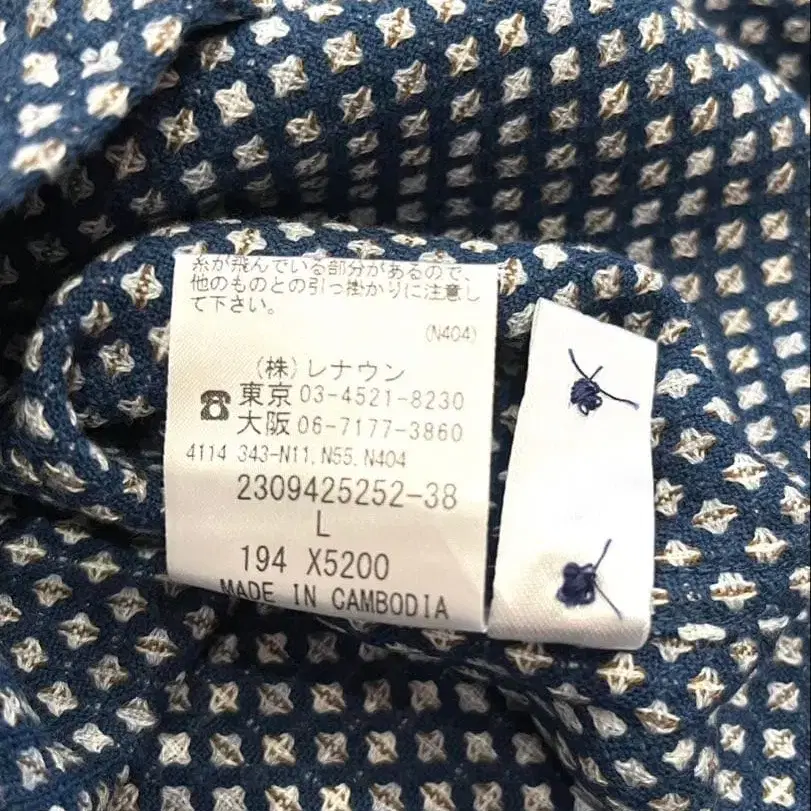 糸が飛んでいる部分があるので、
他のものとの引っ掛かりに注意し
て下さい。
(N404)
(株)レナウン
☎東京 03-4521-8230
大阪 06-7177-3860
4114 343-N11,N55,N404
2309425252-38
L
194 X5200
MADE IN CAMBODIA